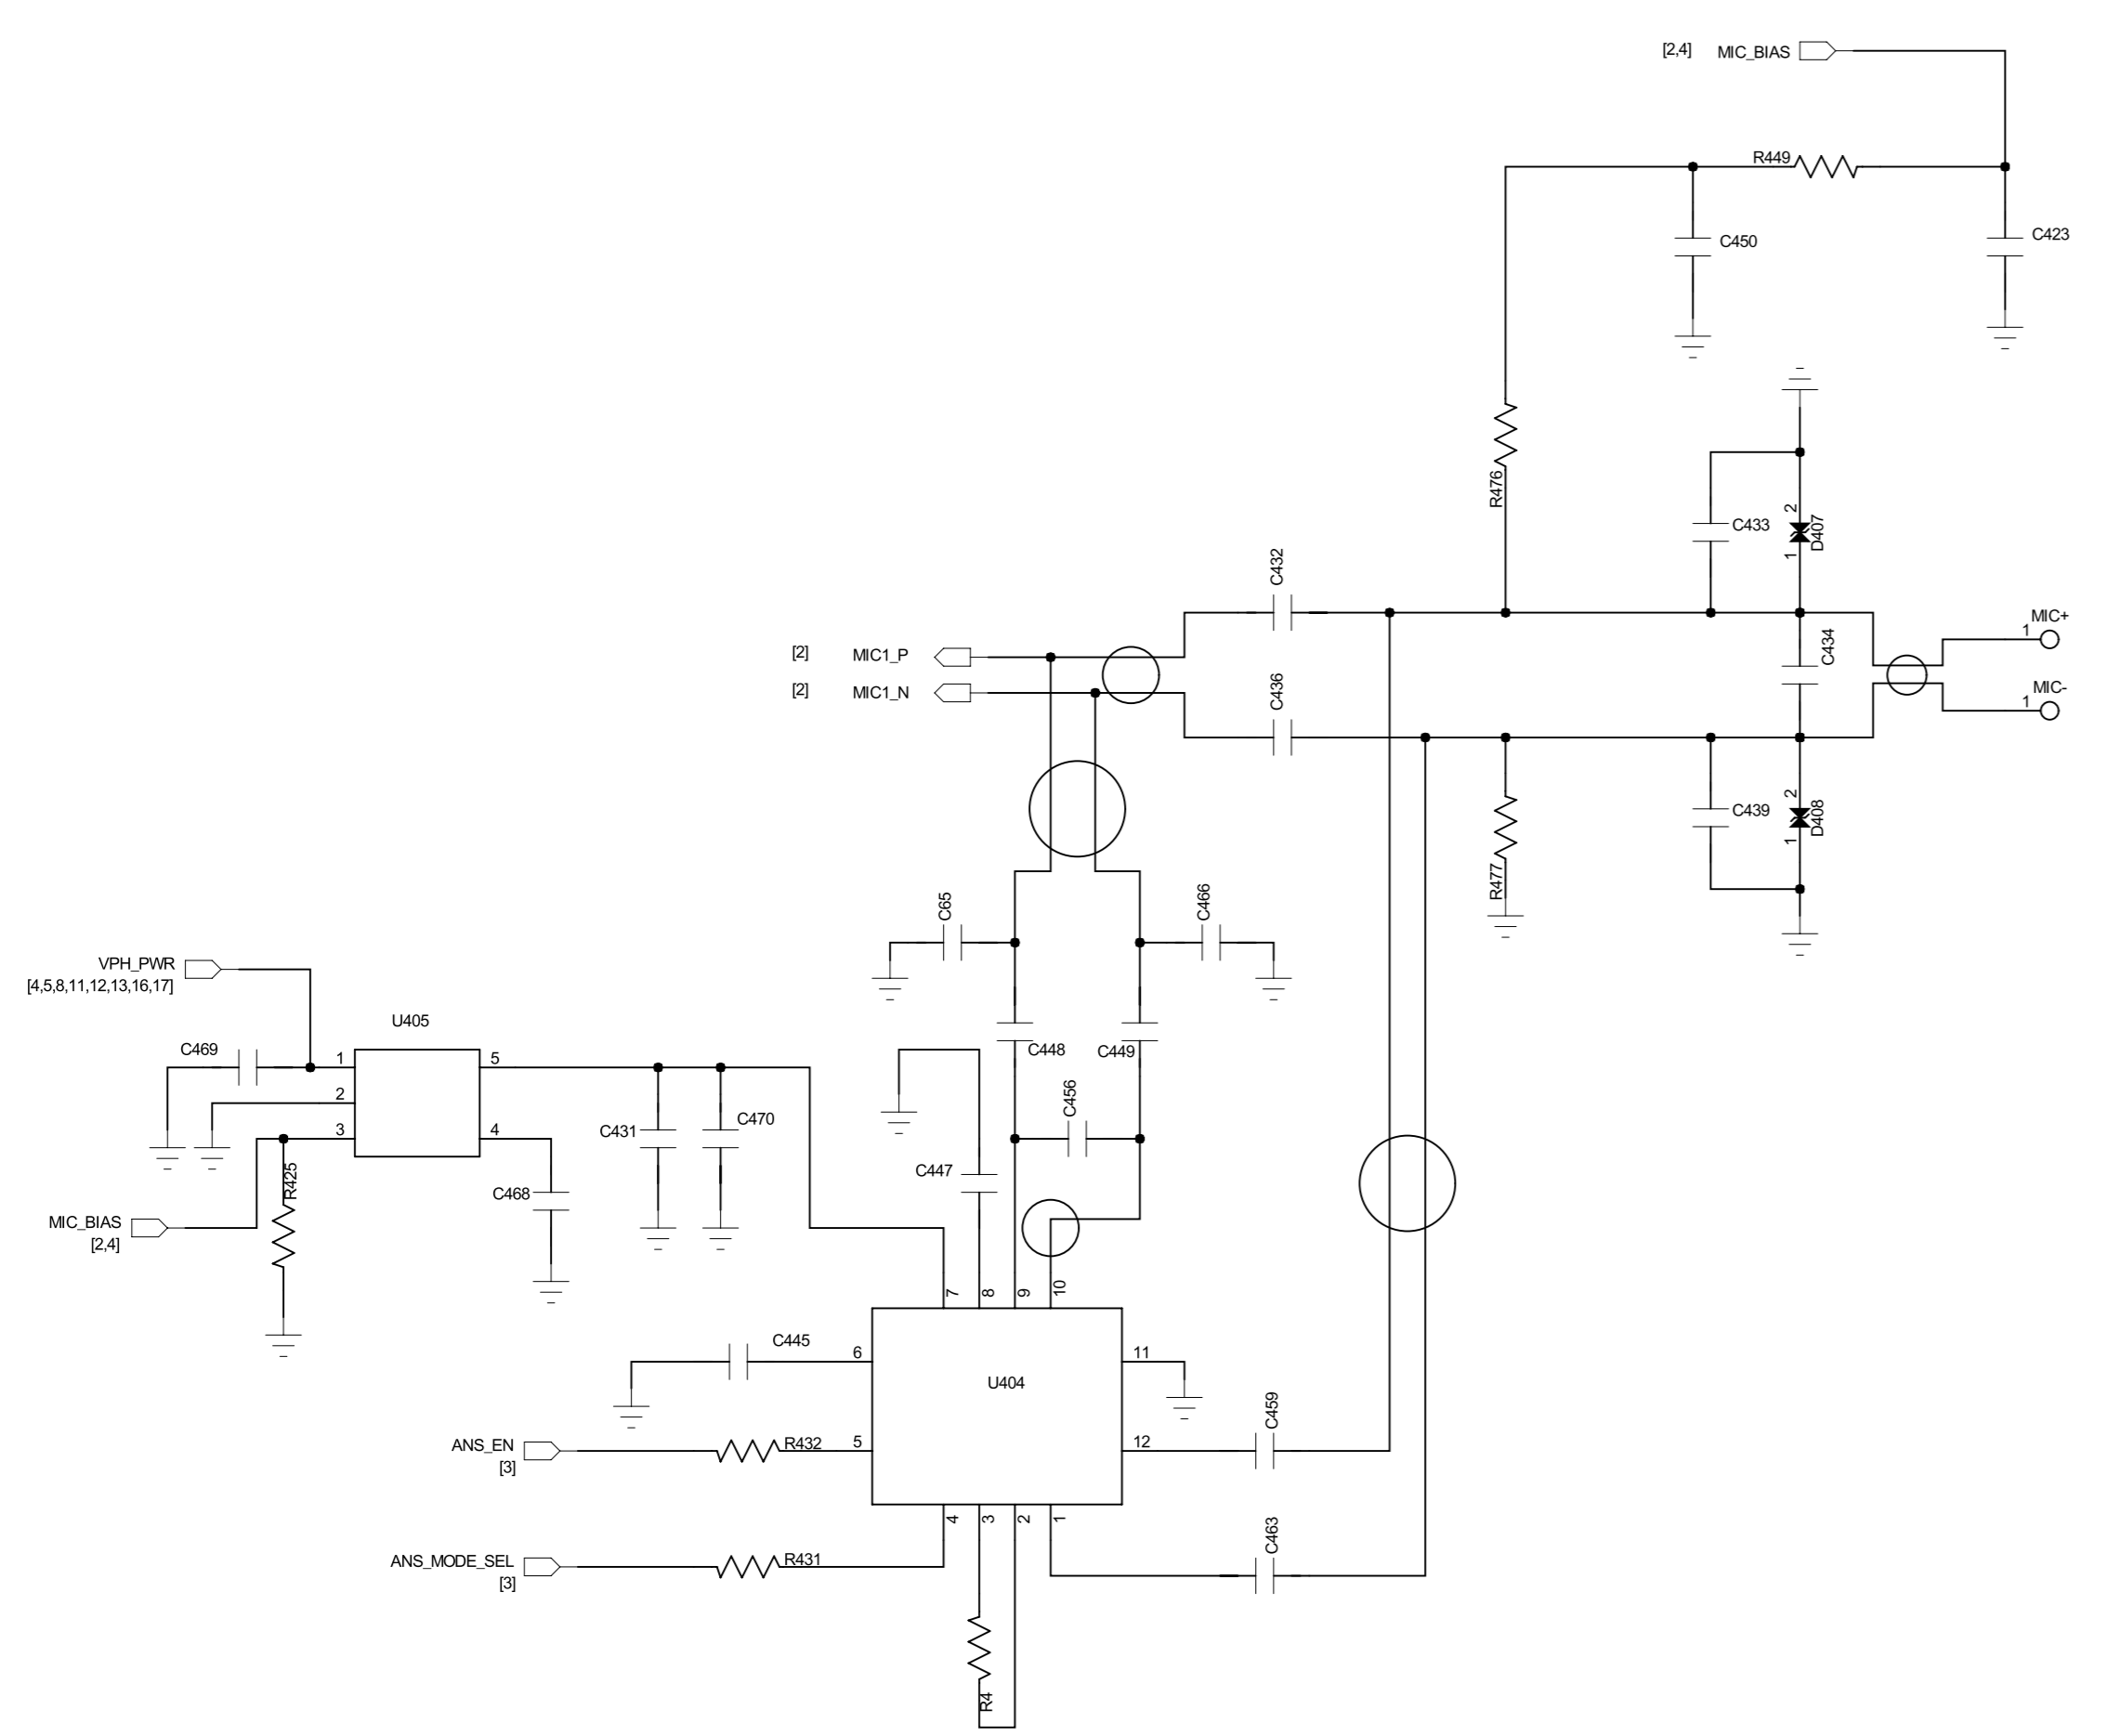 [2,4] MIC_BIAS
R449
C450
C423
R476
C433
2
D407
1
C432
C434
MIC+
1
[2] MIC1_P
[2] MIC1_N
C436
MIC-
1
C439
2
D408
1
R477
C65
C466
VPH_PWR
[4,5,8,11,12,13,16,17]
U405
C469
1
5
2
3
4
C448
C449
C456
C431
C470
R425
C447
C468
MIC_BIAS
[2,4]
7
8
9
10
C445
6
11
U404
C459
ANS_EN
[3]
R432
5
12
4
3
2
1
C463
ANS_MODE_SEL
[3]
R431
R4